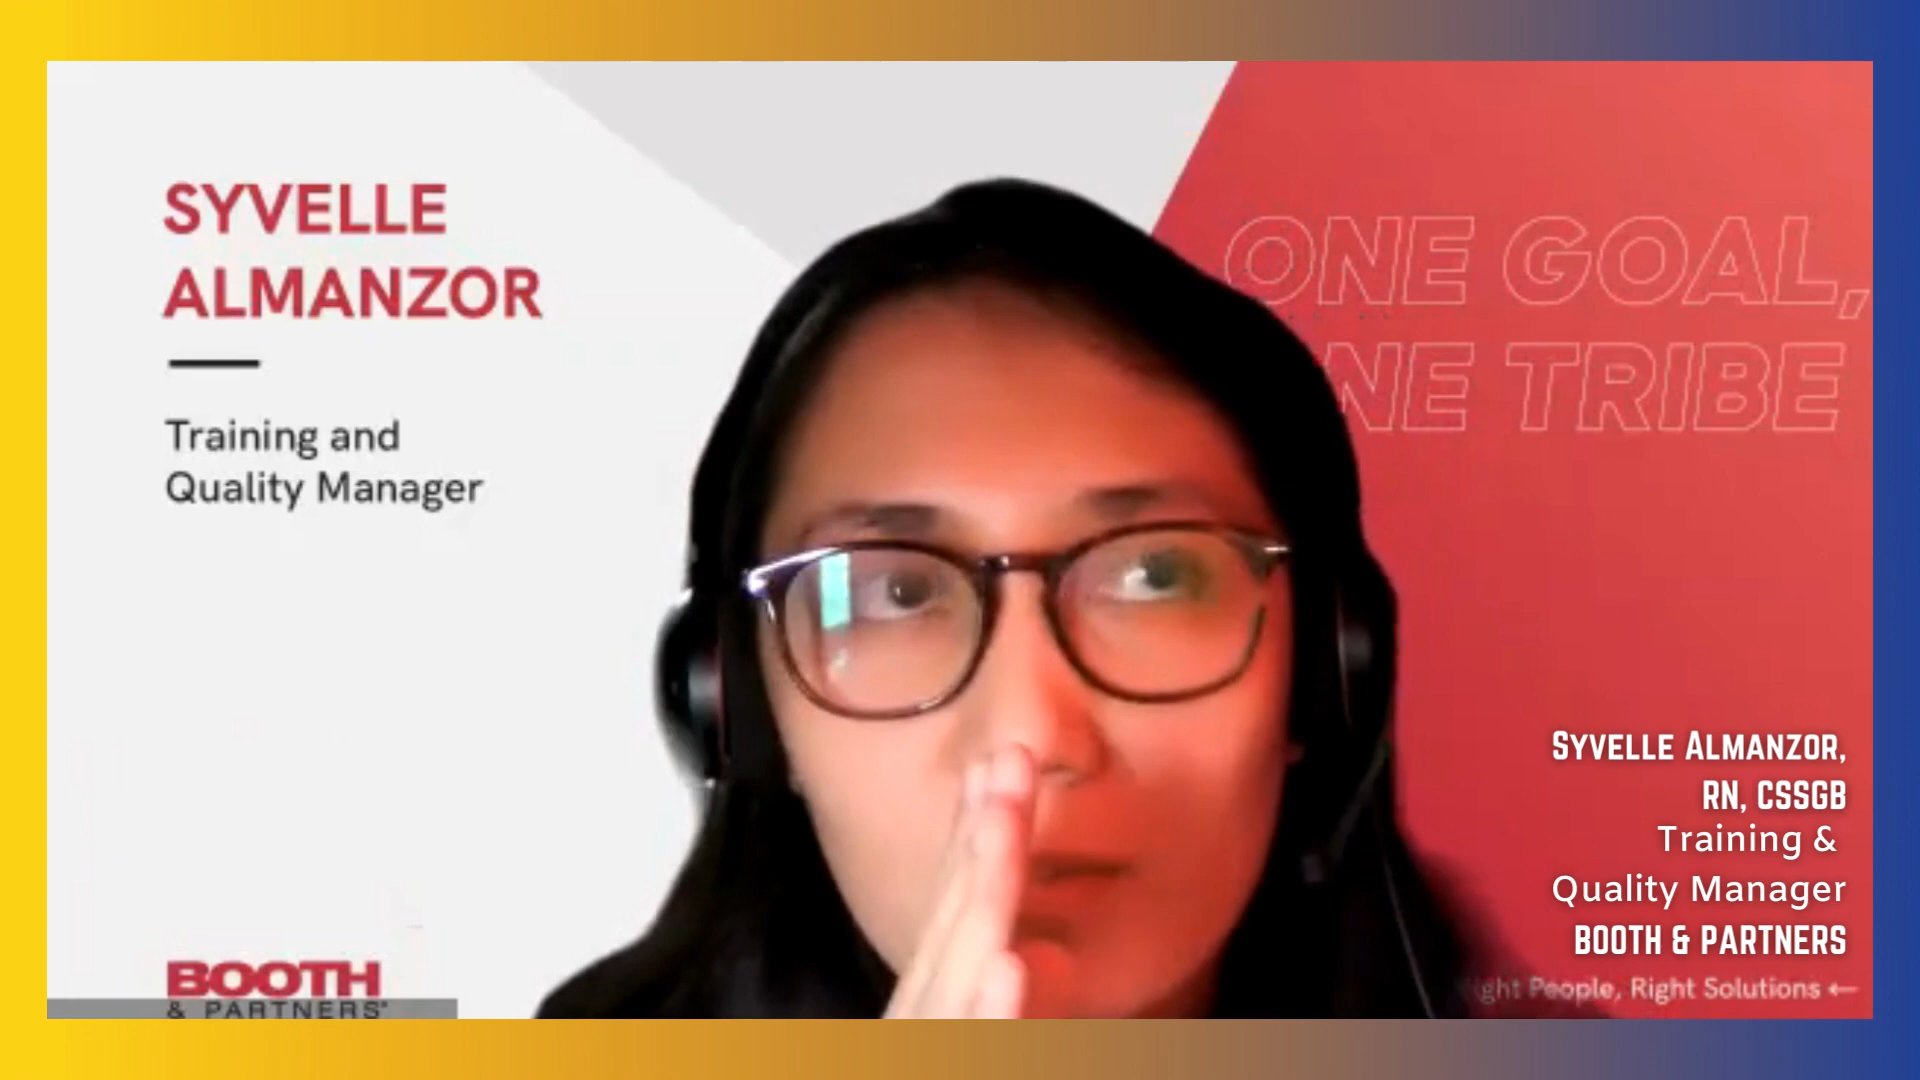 SYVELLE
ALMANZOR
Training and
Quality Manager
BOOTH
& PARTNERS
ONE GOAL,
NE TRIBE
SYVELLE ALMANZOR,
RN, CSSGB
Training &
Quality Manager
BOOTH & PARTNERS
ight People, Right Solutions ←